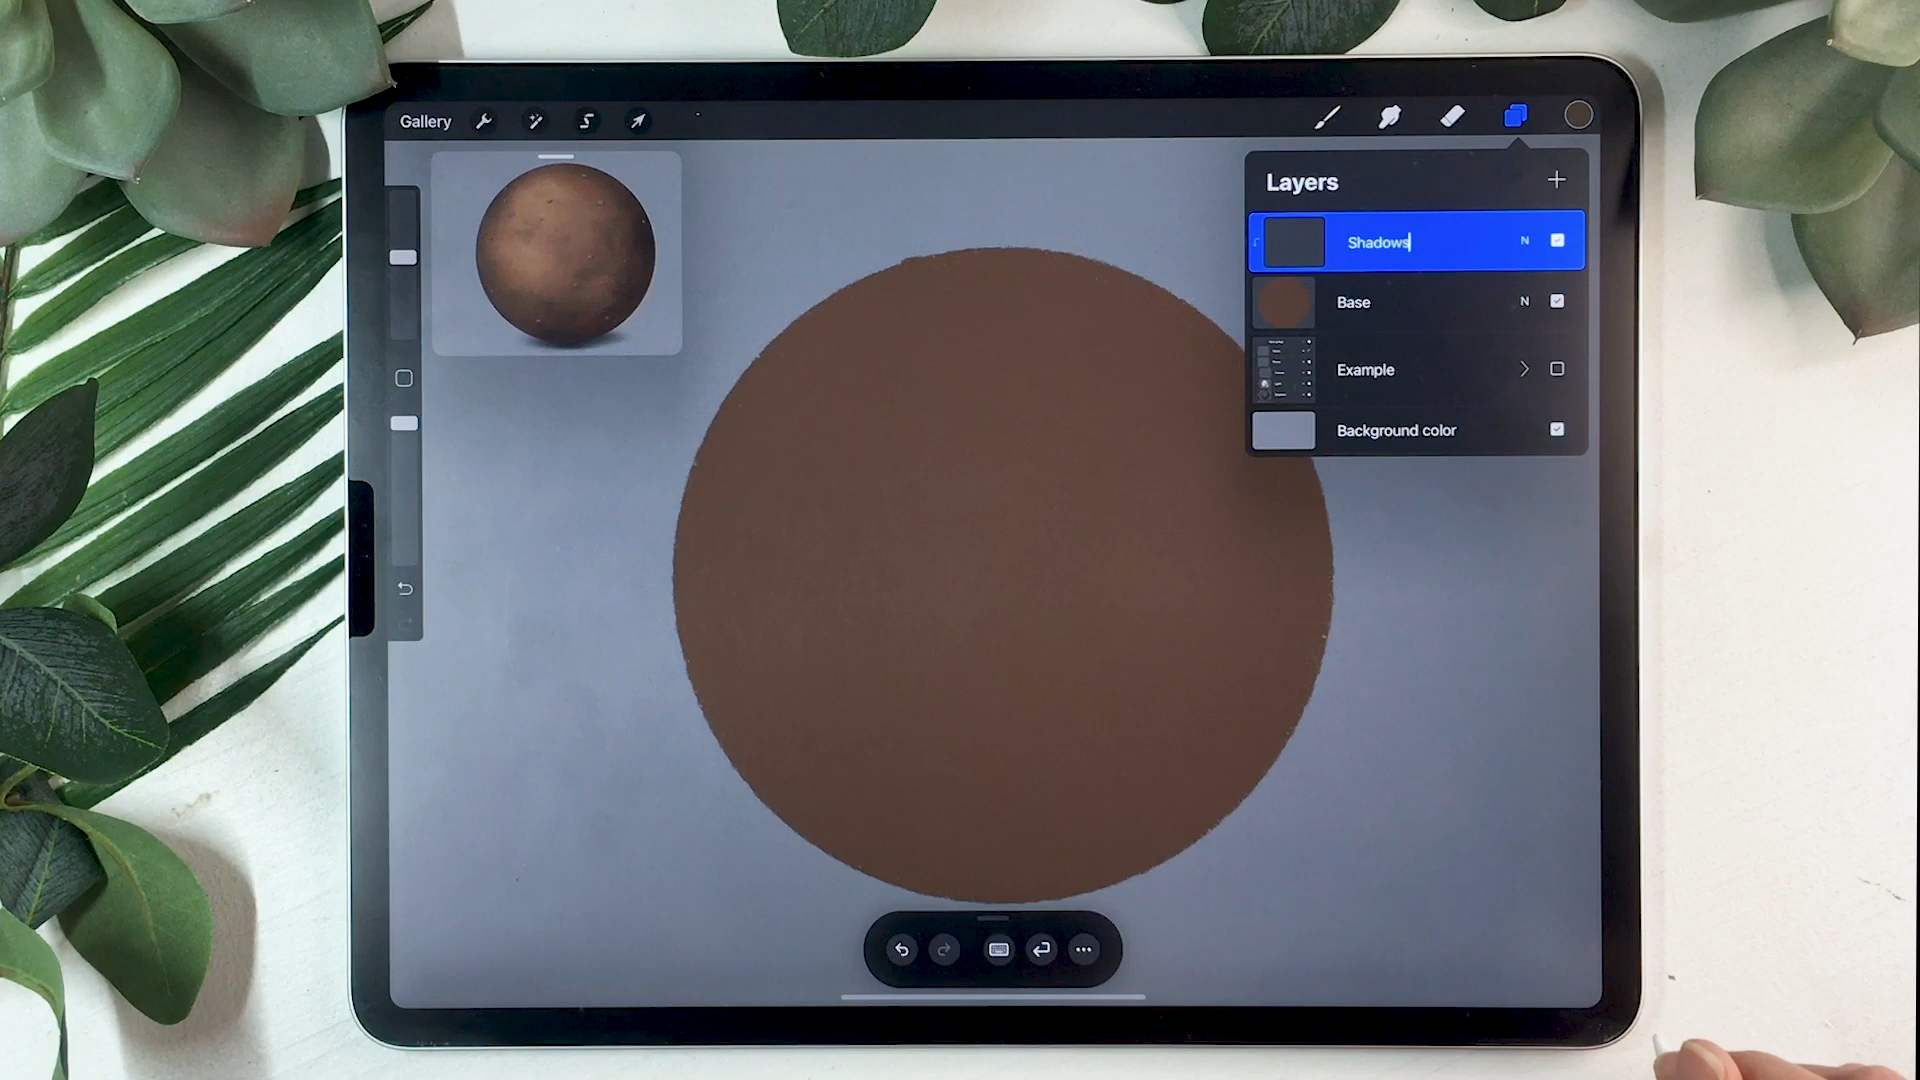 Gallery
Layers
Shadows N
Base N
Example
Background color